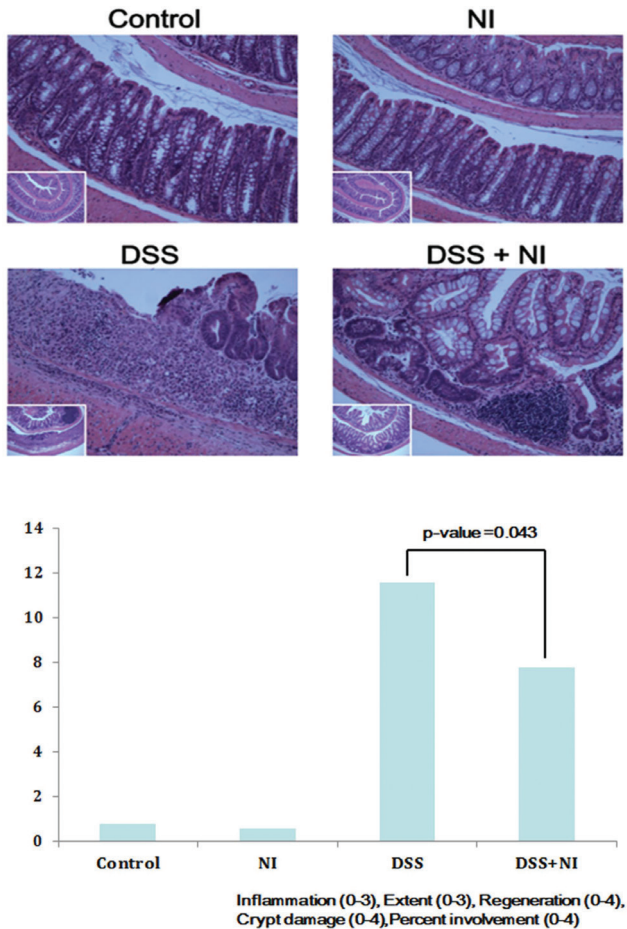 Control
NI
DSS
DSS + NI
p-value=0.043
14
12
10
8
6
4
2
0
Control
NI
DSS
DSS+NI
Inflammation (0-3), Extent (0-3), Regeneration (0-4),
Crypt damage (0-4),Percent involvement (0-4)